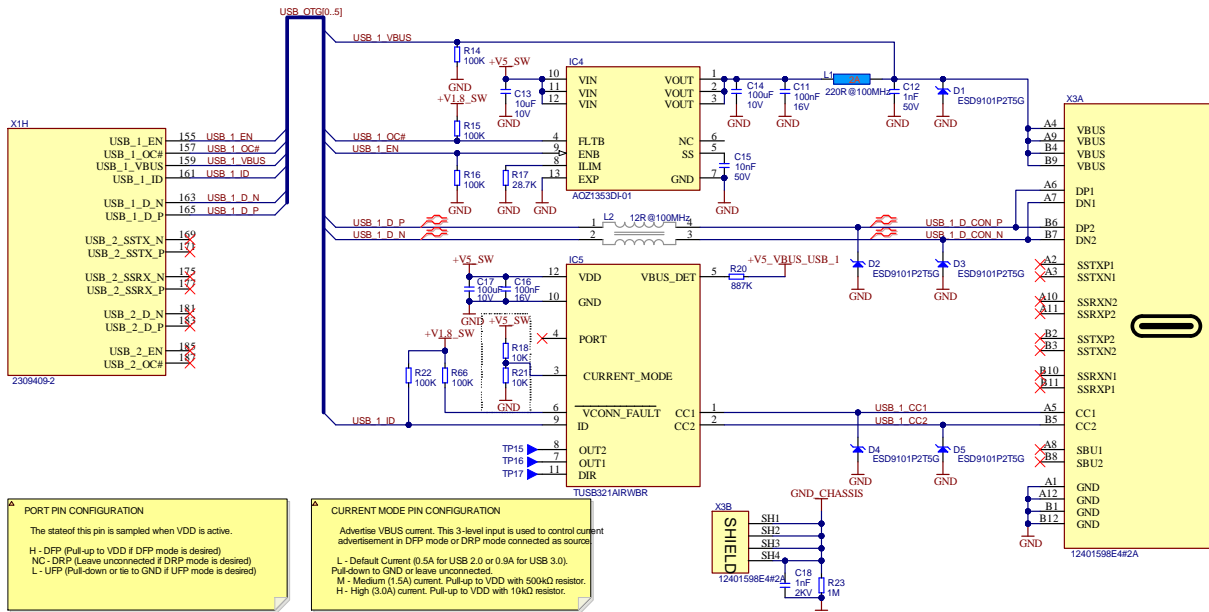 USB_OTG[0..5]
USB_1_VBUS
R14
100K
GND
+V1.8_SW
R15
100K
USB_1_OC#
USB_1_EN
R16
100K
GND
+V5_SW
C13
10uF
10V
GND
R17
28.7K
GND
GND
IC4
10 VIN VOUT 1
11 VIN VOUT 2
12 VIN VOUT 3
4 FLTB NC 6
9 ENB SS 5
8 ILIM
13 EXP GND 7
AOZ1353DI-01
C14
100uF
10V
GND
C11
100nF
16V
GND
L1
2A
220R@100MHz
C12
1nF
50V
GND
D1
ESD9101P2T5G
GND
C15
10nF
50V
GND
X1H
USB_1_EN 155 USB_1_EN
USB_1_OC# 157 USB_1_OC#
USB_1_VBUS 159 USB_1_VBUS
USB_1_ID 161 USB_1_ID
USB_1_D_N 163 USB_1_D_N
USB_1_D_P 165 USB_1_D_P
USB_2_SSTX_N 169
USB_2_SSTX_P 171
USB_2_SSRX_N 175
USB_2_SSRX_P 177
USB_2_D_N 181
USB_2_D_P 183
USB_2_EN 185
USB_2_OC# 187
2309409-2
USB_1_D_P
USB_1_D_N
L2
12R@100MHz
1 4
2 3
USB_1_D_CON_P
USB_1_D_CON_N
D2
ESD9101P2T5G
GND
D3
ESD9101P2T5G
GND
+V5_SW
C17
100uF
10V
C16
100nF
16V
GND
+V5_SW
R18
10K
R21
10K
GND
+V1.8_SW
R22
100K
R66
100K
USB_1_ID
IC5
12 VDD VBUS_DET 5
10 GND
4 PORT
3 CURRENT_MODE
6 VCONN_FAULT CC1 1
9 ID CC2 2
TP15 8 OUT2
TP16 7 OUT1
TP17 11 DIR
TUSB321AIRWBR
R20
887K
+V5_VBUS_USB_1
USB_1_CC1
USB_1_CC2
D4
ESD9101P2T5G
GND
D5
ESD9101P2T5G
GND
X3A
A4 VBUS
A9 VBUS
B4 VBUS
B9 VBUS
A6 DP1
A7 DN1
B6 DP2
B7 DN2
A2 SSTXP1
A3 SSTXN1
A10 SSRXN2
A11 SSRXP2
B2 SSTXP2
B3 SSTXN2
B10 SSRXN1
B11 SSRXP1
A5 CC1
B5 CC2
A8 SBU1
B8 SBU2
A1 GND
A12 GND
B1 GND
B12 GND
GND
12401598E4#2A
GND_CHASSIS
X3B
SHIELD
SH1
SH2
SH3
SH4
12401598E4#2A
C18
1nF
2KV
R23
1M
PORT PIN CONFIGURATION
The stateof this pin is sampled when VDD is active.
H - DFP (Pull-up to VDD if DFP mode is desired)
NC - DRP (Leave unconnected if DRP mode is desired)
L - UFP (Pull-down or tie to GND if UFP mode is desired)
CURRENT MODE PIN CONFIGURATION
Advertise VBUS current. This 3-level input is used to control current
advertisement in DFP mode or DRP mode connected as source.
L - Default Current (0.5A for USB 2.0 or 0.9A for USB 3.0).
Pull-down to GND or leave unconnected.
M - Medium (1.5A) current. Pull-up to VDD with 500kΩ resistor.
H - High (3.0A) current. Pull-up to VDD with 10kΩ resistor.